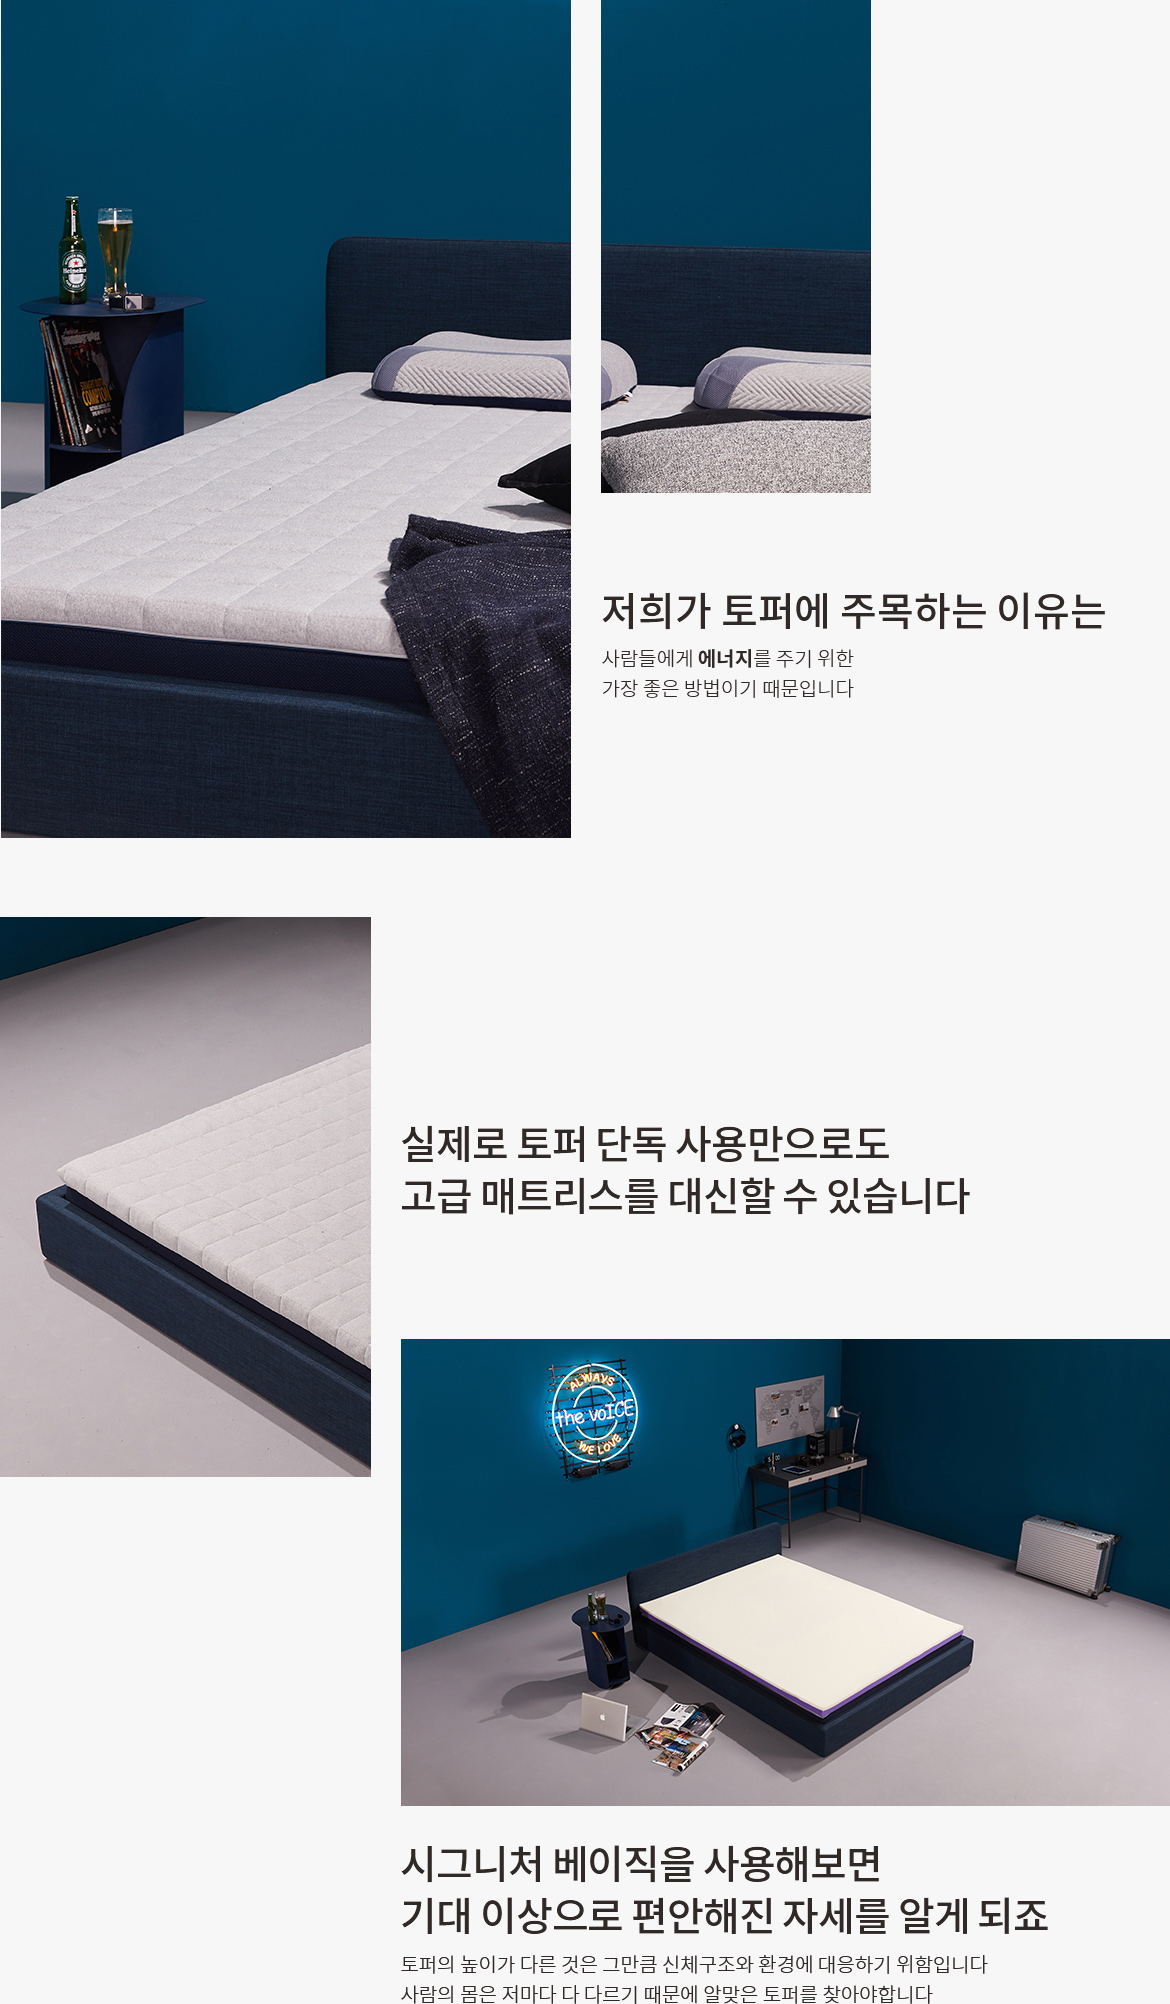 Heineken
STRAIGHT OUTTA
COMPTON
저희가 토퍼에 주목하는 이유는
사람들에게 에너지를 주기 위한
가장 좋은 방법이기 때문입니다
실제로 토퍼 단독 사용만으로도
고급 매트리스를 대신할 수 있습니다
ALWAYS
the voICE
WE LOVE
시그니처 베이직을 사용해보면
기대 이상으로 편안해진 자세를 알게 되죠
토퍼의 높이가 다른 것은 그만큼 신체구조와 환경에 대응하기 위함입니다
사람의 몸은 저마다 다 다르기 때문에 알맞은 토퍼를 찾아야합니다